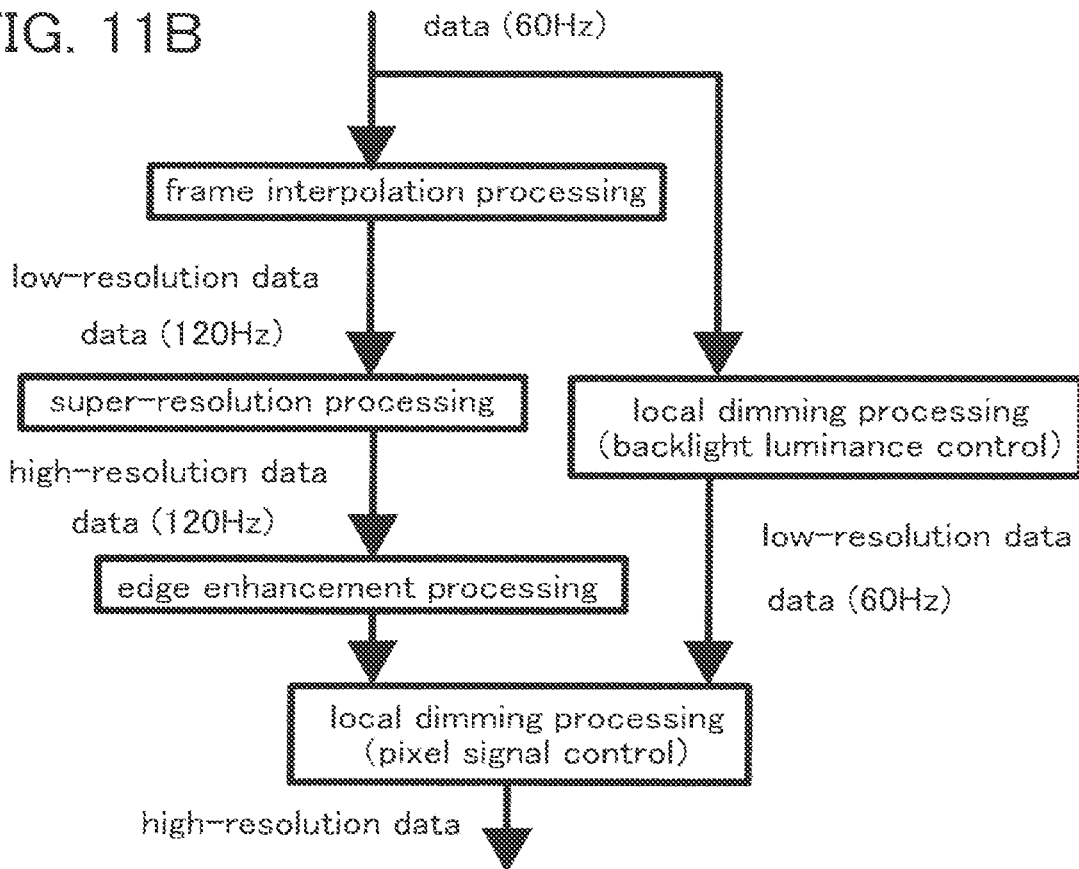 FIG. 11B
data (60Hz)
frame interpolation processing
low-resolution data
data (120Hz)
super-resolution processing
local dimming processing
(backlight luminance control)
high-resolution data
data (120Hz)
low-resolution data
edge enhancement processing
data (60Hz)
local dimming processing
(pixel signal control)
high-resolution data